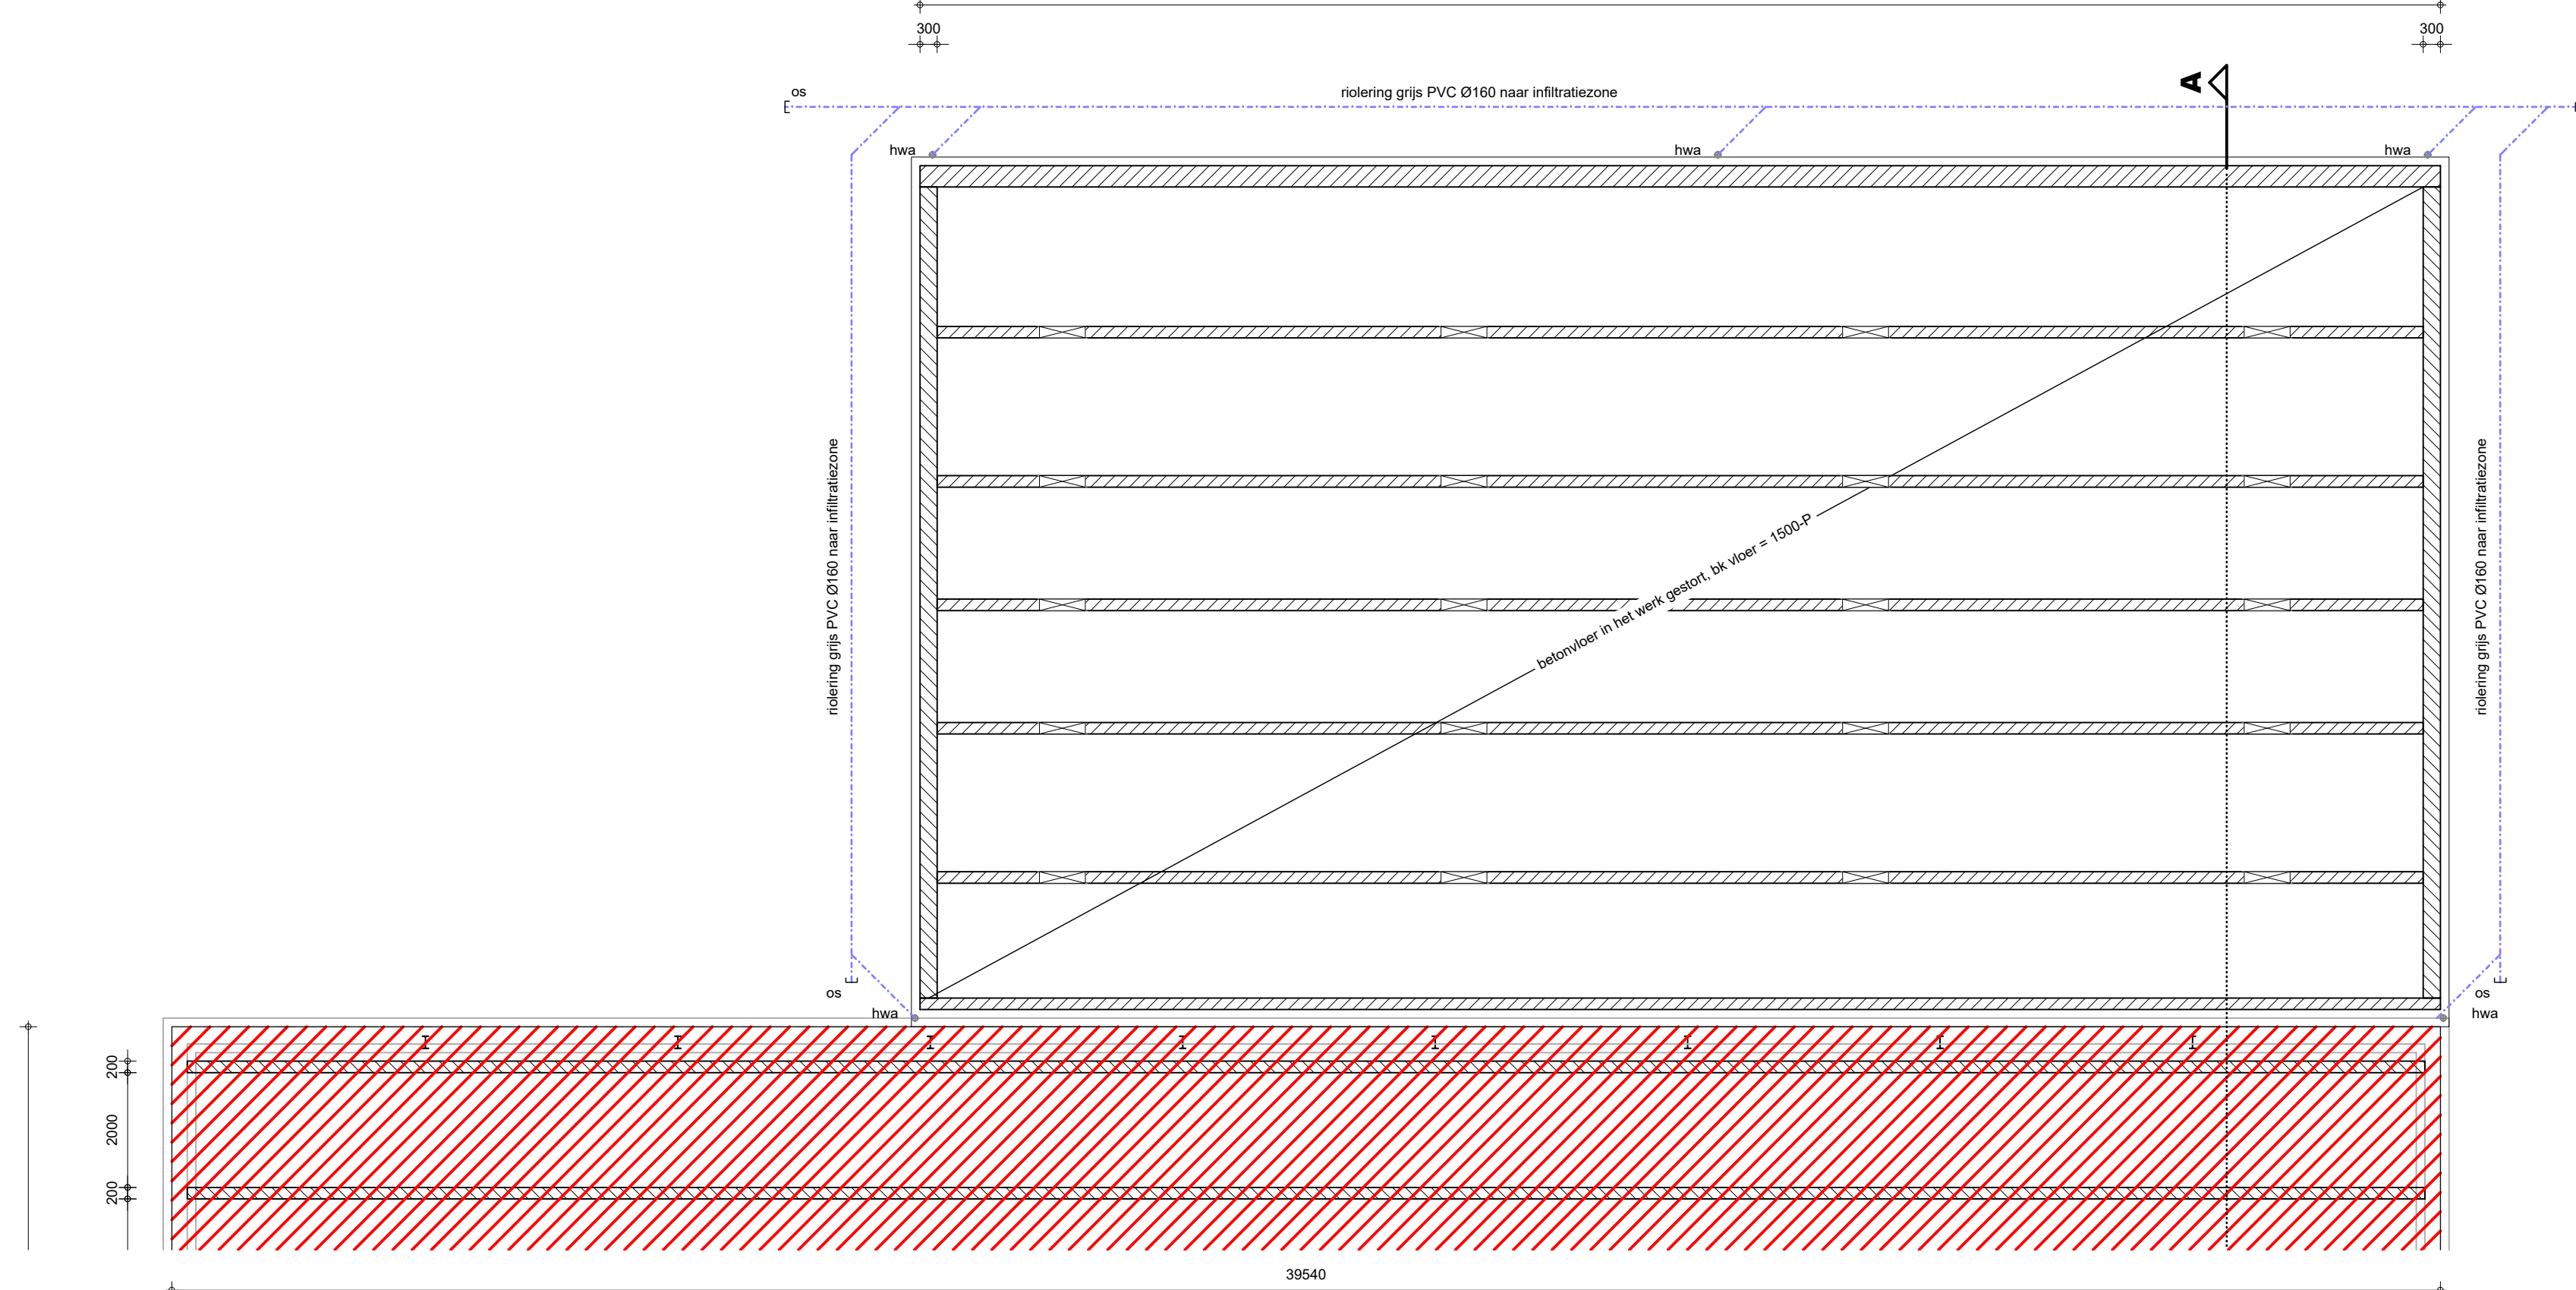 300
300
os
riolering grijs PVC Ø160 naar infiltratiezone
A
hwa
hwa
hwa
riolering grijs PVC Ø160 naar infiltratiezone
riolering grijs PVC Ø160 naar infiltratiezone
betonvloer in het werk gestort, bk vloer = 1500-P
os
os
hwa
hwa
200
2000
200
39540